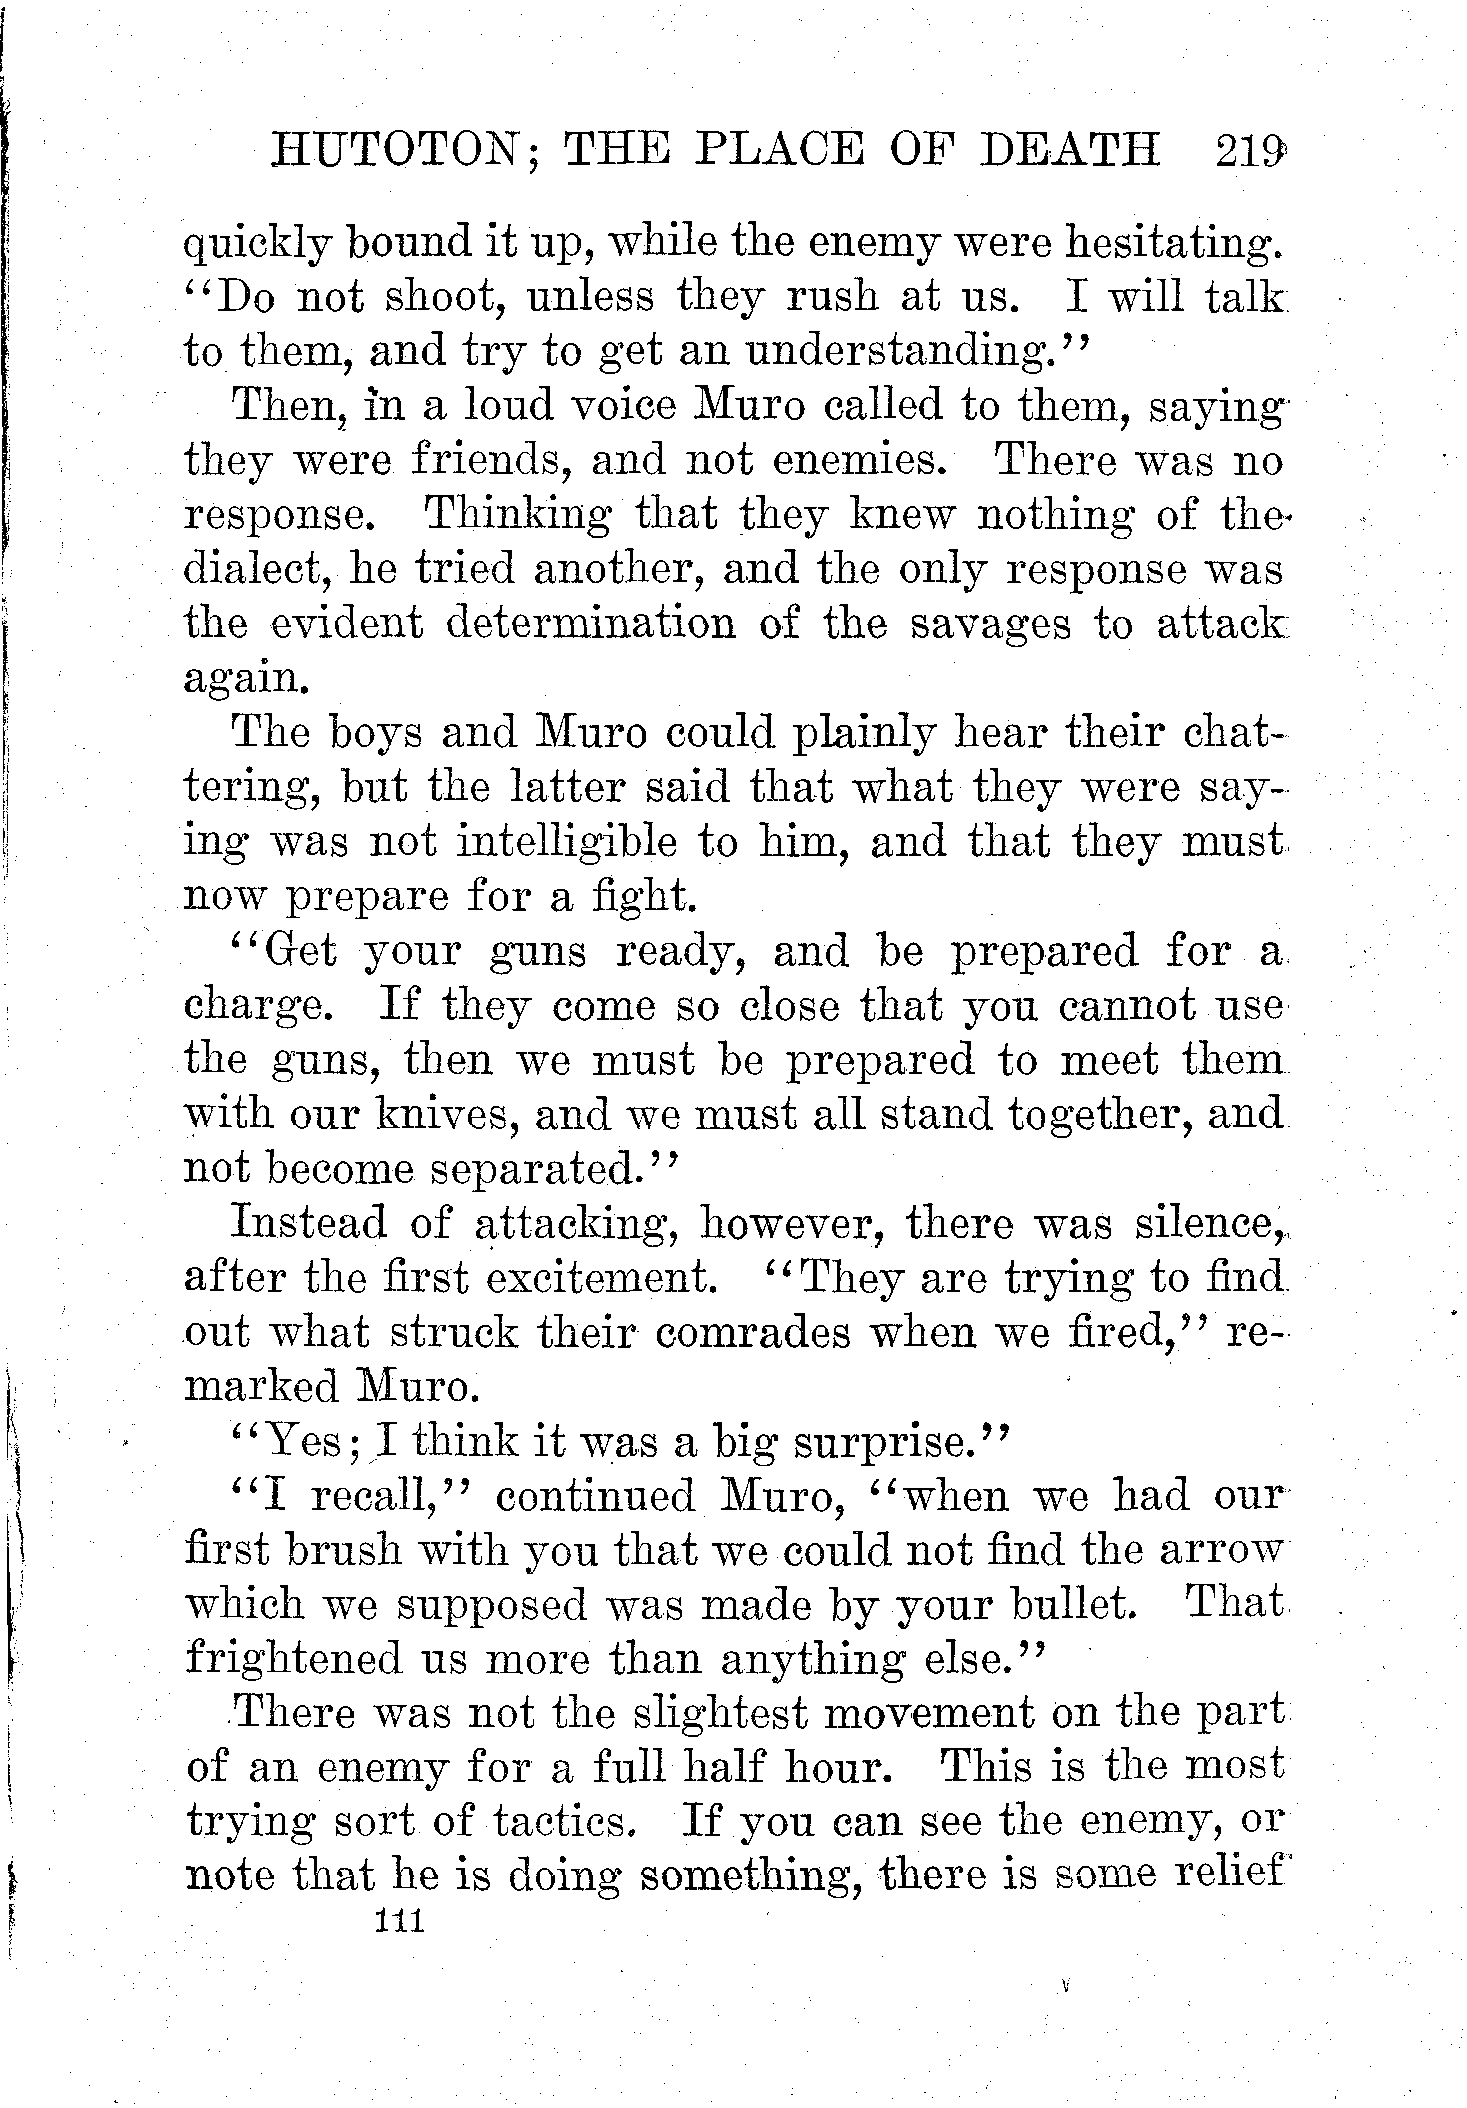 HUTOTON; THE PLACE OF DEATH 219
quickly bound it up, while the enemy were hesitating.
“Do not shoot, unless they rush at us. I will talk
to them, and try to get an understanding.”
Then, in a loud voice Muro called to them, saying
they were friends, and not enemies. There was no
response. Thinking that they knew nothing of the
dialect, he tried another, and the only response was
the evident determination of the savages to attack
again.
The boys and Muro could plainly hear their chat-
tering, but the latter said that what they were say-
ing was not intelligible to him, and that they must
now prepare for a fight.
“Get your guns ready, and be prepared for a
charge. If they come so close that you cannot use
the guns, then we must be prepared to meet them
with our knives, and we must all stand together, and
not become separated.”
Instead of attacking, however, there was silence,
after the first excitement. “They are trying to find
out what struck their comrades when we fired,” re-
marked Muro.
“Yes; I think it was a big surprise.”
“I recall,” continued Muro, “when we had our
first brush with you that we could not find the arrow
which we supposed was made by your bullet. That
frightened us more than anything else.”
There was not the slightest movement on the part
of an enemy for a full half hour. This is the most
trying sort of tactics. If you can see the enemy, or
note that he is doing something, there is some relief
111